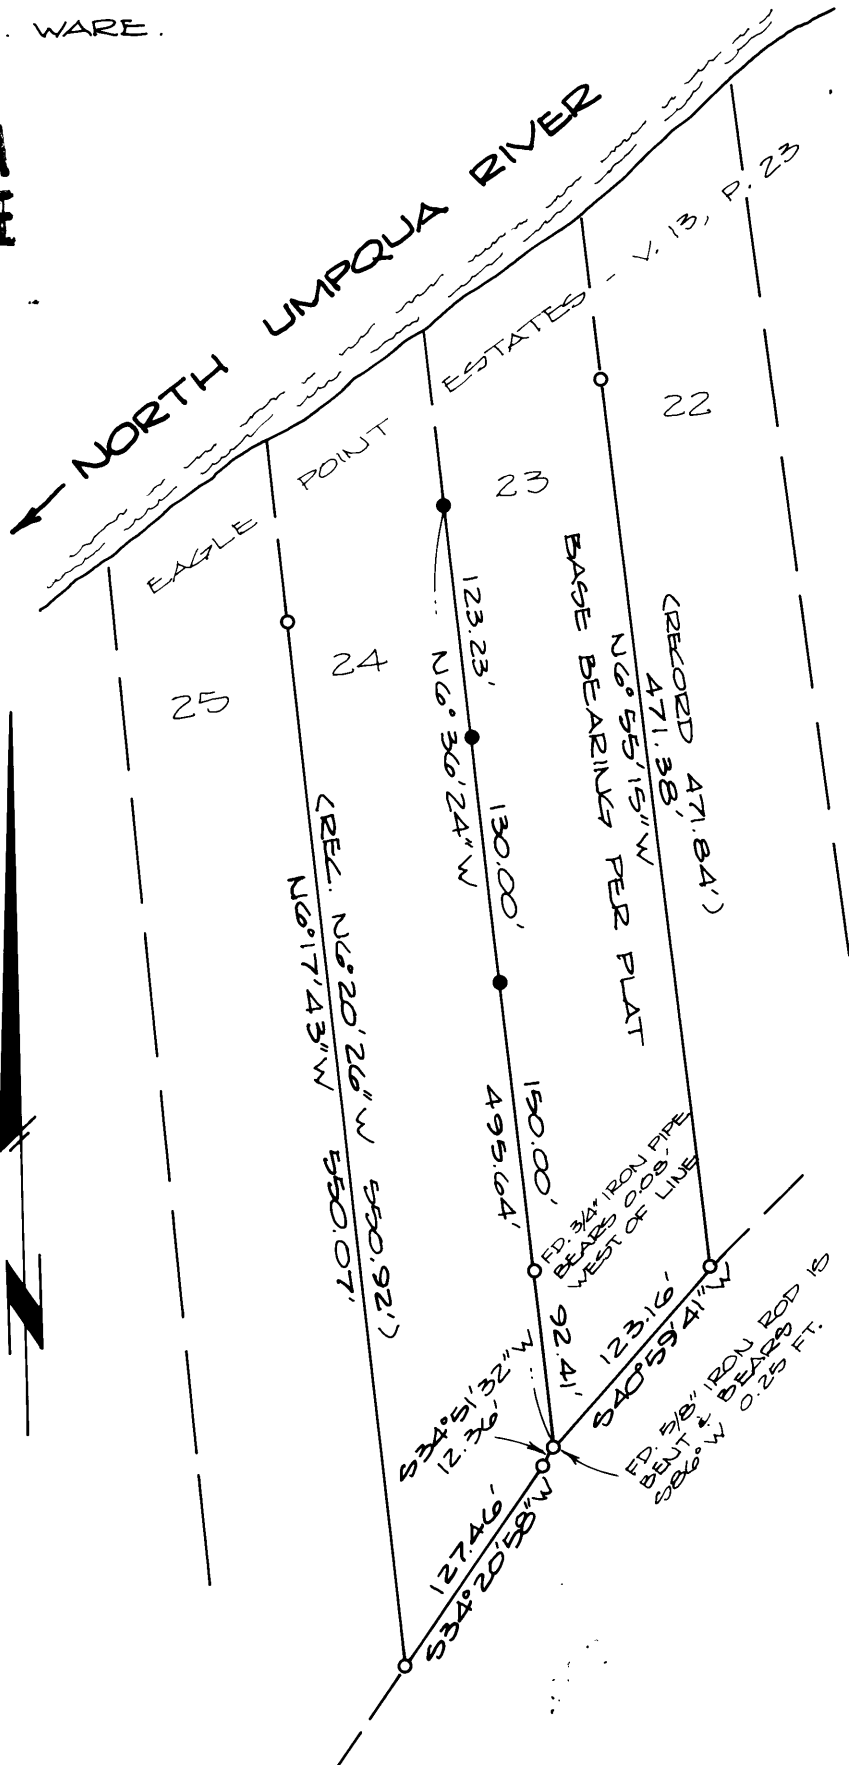 . WARE.
NORTH UMPQUA RIVER
EAGLE POINT ESTATES - V. 13, P. 23
22
23
24
25
123.23'
N6°36'24"W
130.00'
150.00'
495.64'
92.41'
BASE BEARING PER PLAT
N6°55'15"W
471.38'
(RECORD 471.84')
(REC. N6°20'26"W 550.92')
N6°17'43"W 550.07'
FD. 3/4" IRON PIPE
BEARS 0.08'
WEST OF LINE
123.16'
S40°59'41"W
S34°51'32"W
12.36'
FD. 5/8" IRON ROD IS
BENT & BEARS
S86°W 0.25 FT.
127.46'
S34°20'58"W